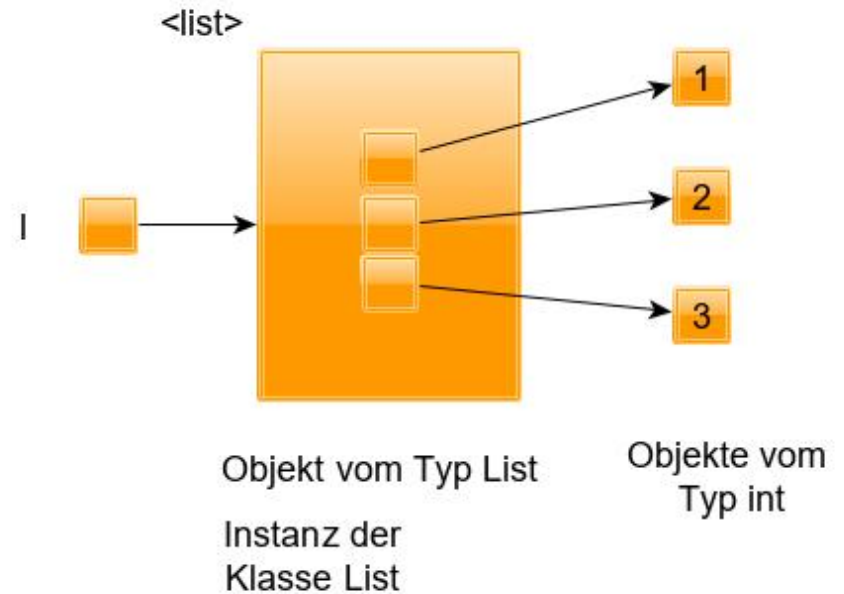 <list>
l
1
2
3
Objekt vom Typ List
Instanz der
Klasse List
Objekte vom
Typ int